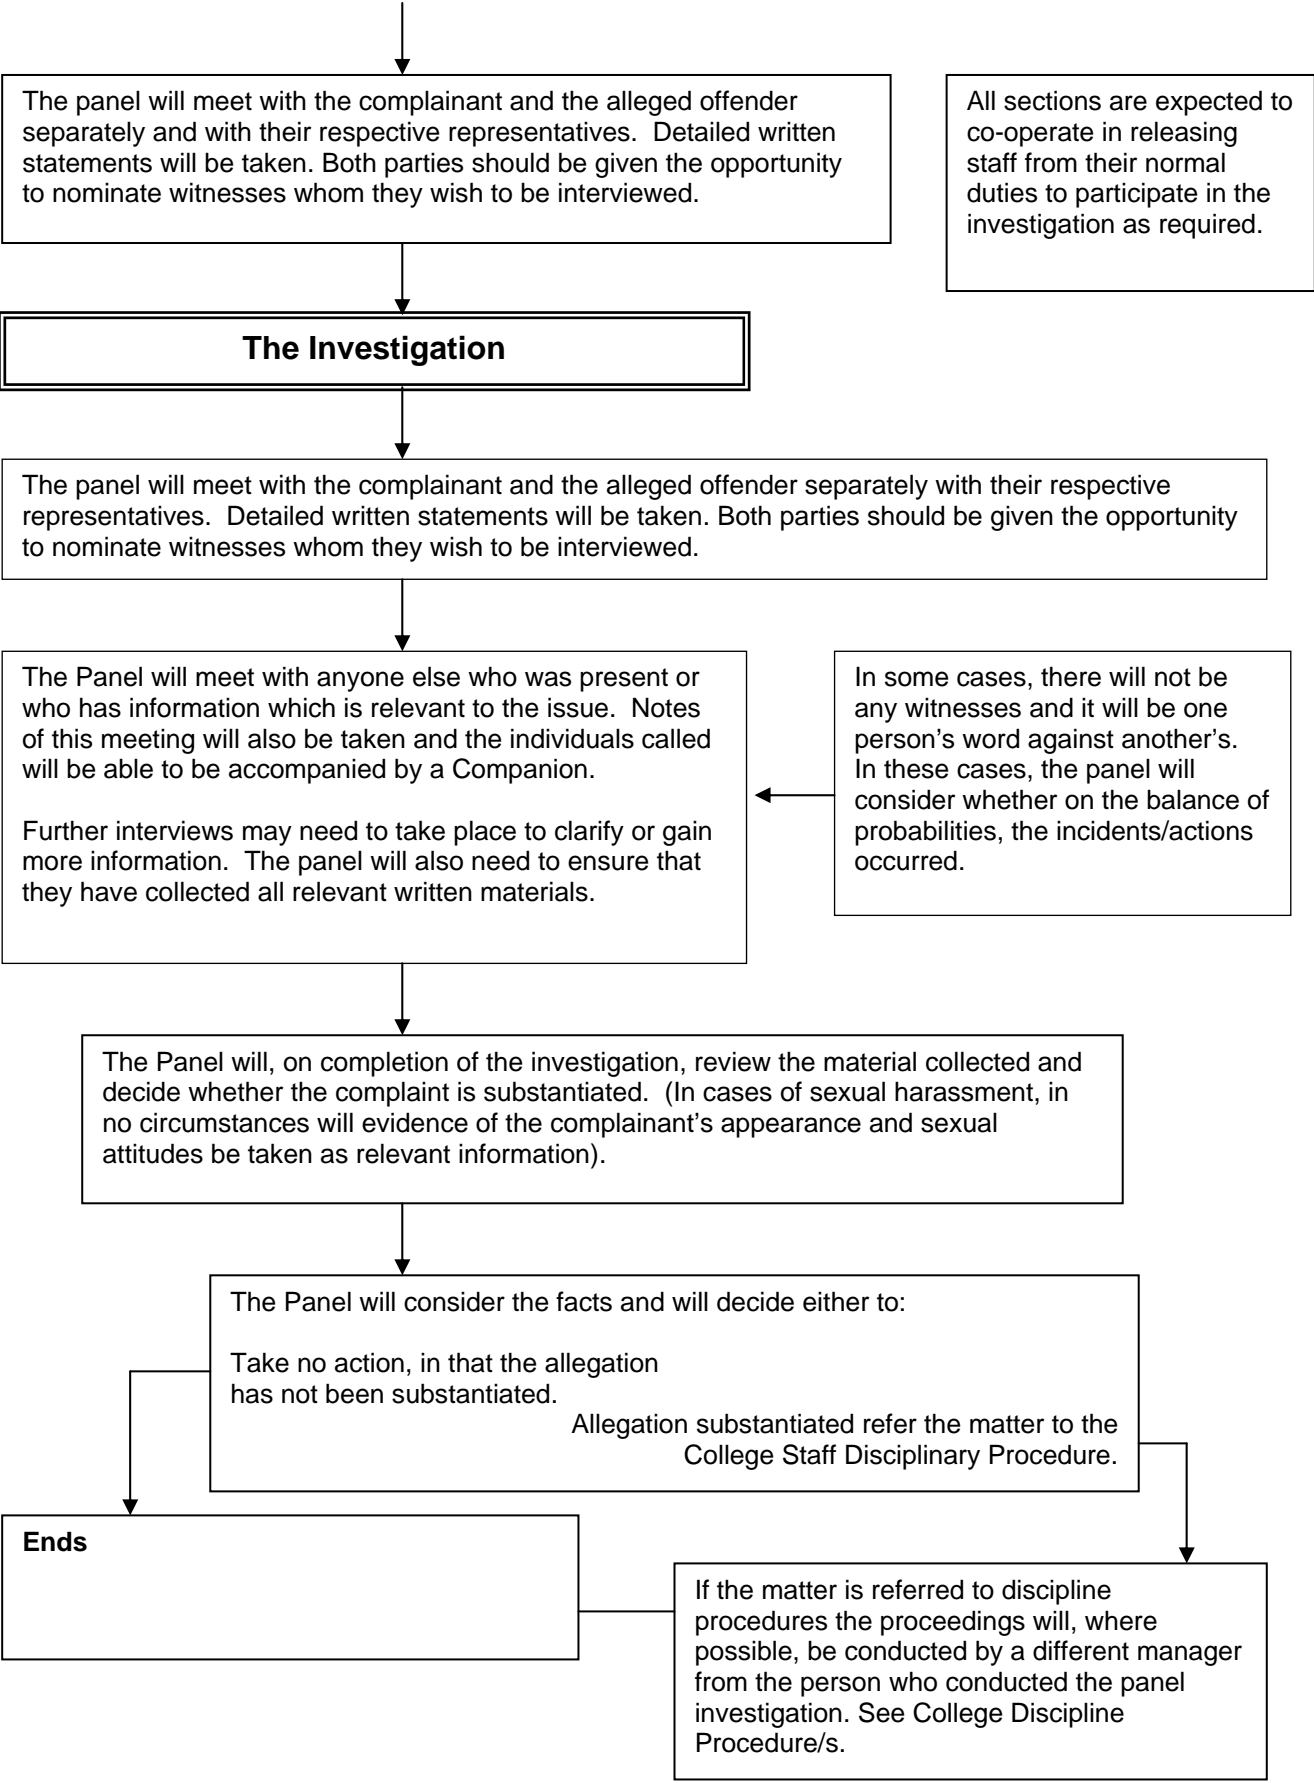 The panel will meet with the complainant and the alleged offender
separately and with their respective representatives.  Detailed written
statements will be taken. Both parties should be given the opportunity
to nominate witnesses whom they wish to be interviewed.
All sections are expected to
co-operate in releasing
staff from their normal
duties to participate in the
investigation as required.
The Investigation
The panel will meet with the complainant and the alleged offender separately with their respective
representatives.  Detailed written statements will be taken. Both parties should be given the opportunity
to nominate witnesses whom they wish to be interviewed.
The Panel will meet with anyone else who was present or
who has information which is relevant to the issue.  Notes
of this meeting will also be taken and the individuals called
will be able to be accompanied by a Companion.
Further interviews may need to take place to clarify or gain
more information.  The panel will also need to ensure that
they have collected all relevant written materials.
In some cases, there will not be
any witnesses and it will be one
person's word against another's.
In these cases, the panel will
consider whether on the balance of
probabilities, the incidents/actions
occurred.
The Panel will, on completion of the investigation, review the material collected and
decide whether the complaint is substantiated.  (In cases of sexual harassment, in
no circumstances will evidence of the complainant's appearance and sexual
attitudes be taken as relevant information).
The Panel will consider the facts and will decide either to:
Take no action, in that the allegation
has not been substantiated.
Allegation substantiated refer the matter to the
College Staff Disciplinary Procedure.
Ends
If the matter is referred to discipline
procedures the proceedings will, where
possible, be conducted by a different manager
from the person who conducted the panel
investigation. See College Discipline
Procedure/s.